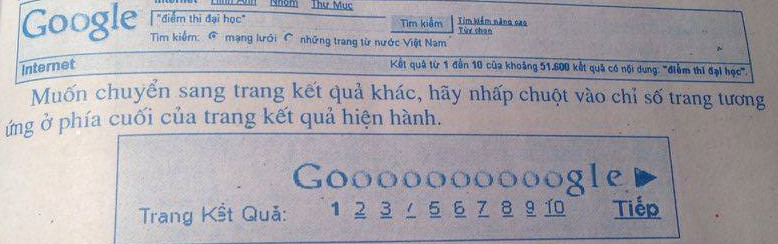 Nhóm Thư Mục
Google "điểm thi đại học" Tìm kiếm Tìm kiếm nâng cao
Tùy chọn
Tìm kiếm: mạng lưới những trang từ nước Việt Nam
Internet Kết quả từ 1 đến 10 của khoảng 51.600 kết quả có nội dung: "điểm thi đại học".
Muốn chuyển sang trang kết quả khác, hãy nhấp chuột vào chỉ số trang tương
ứng ở phía cuối của trang kết quả hiện hành.
Goooooooooogle
Trang Kết Quả: 1 2 3 4 5 6 7 8 9 10 Tiếp